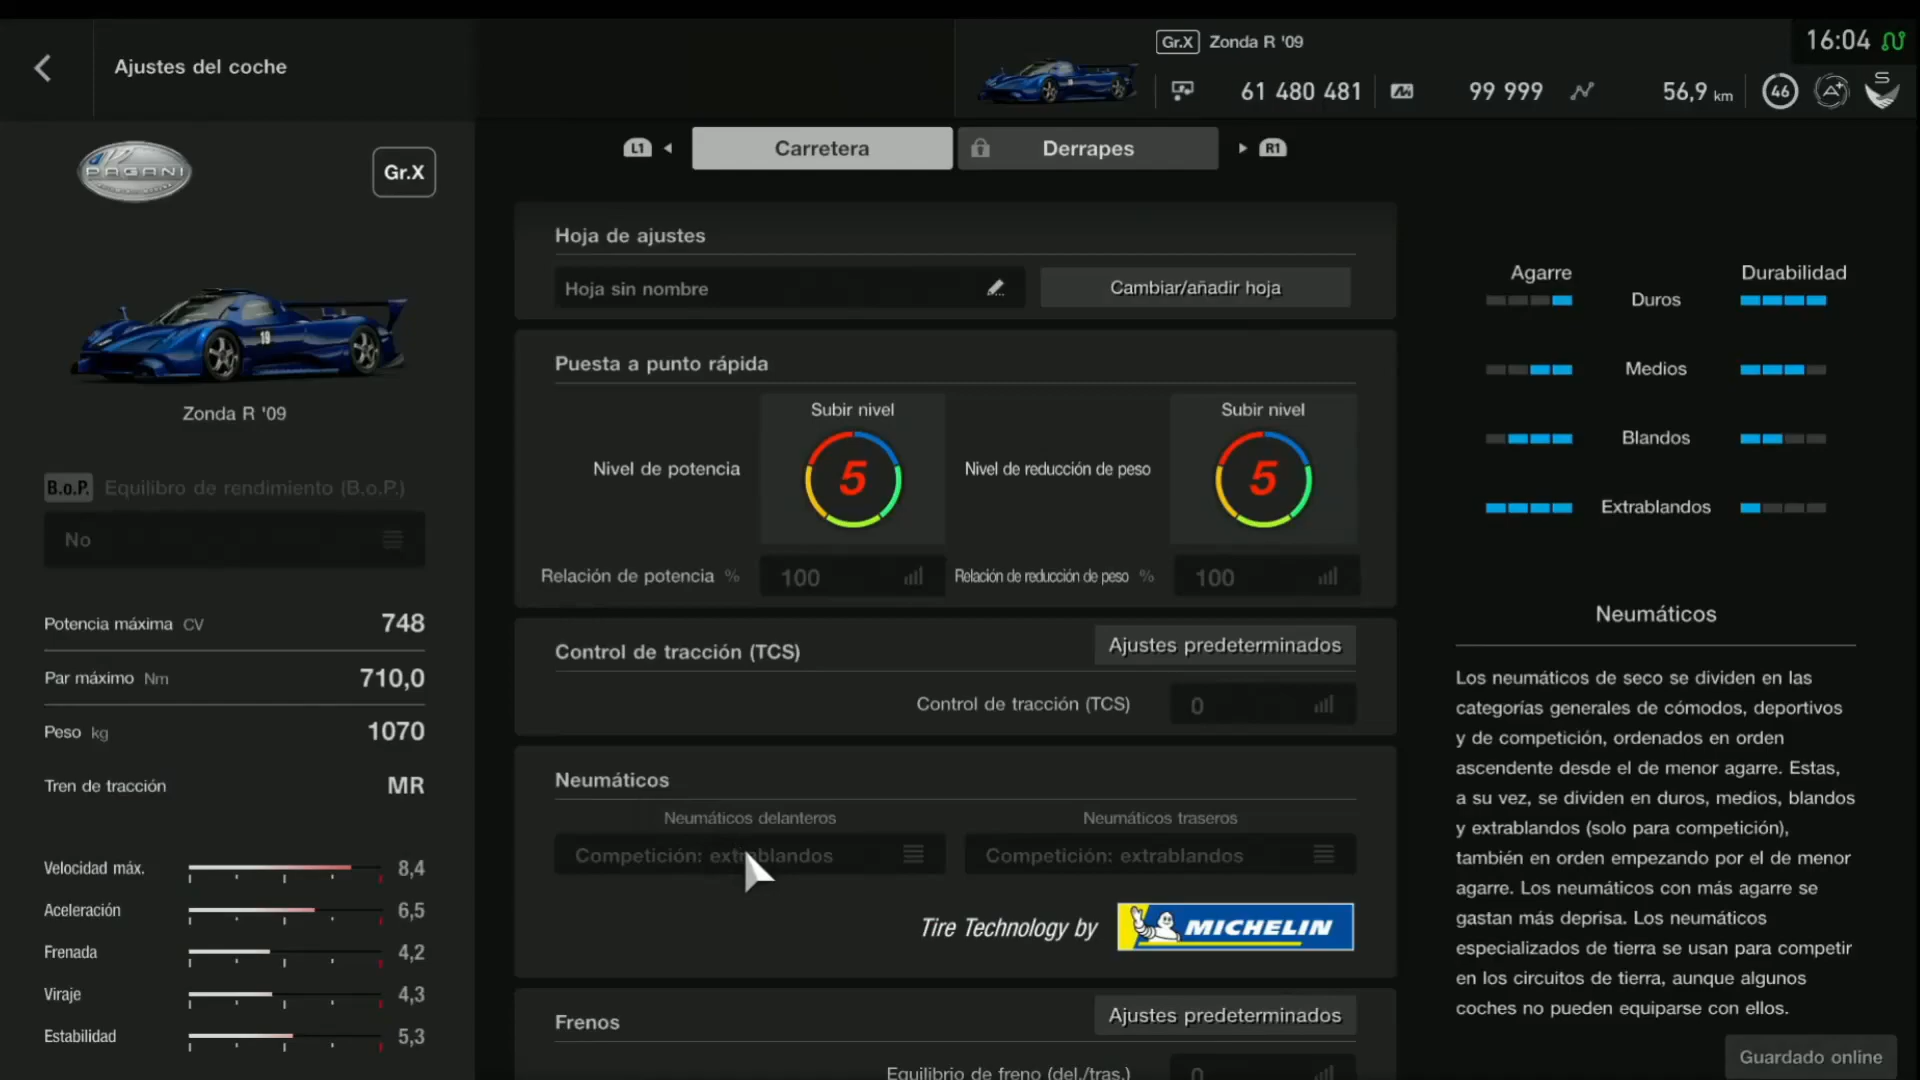 Ajustes del coche
Gr.X Zonda R '09
61 480 481
99 999
56,9 km
16:04
46
A+
S
PAGANI
Gr.X
19
Zonda R '09
B.o.P. Equilibro de rendimiento (B.o.P.)
No
Potencia máxima CV 748
Par máximo Nm 710,0
Peso kg 1070
Tren de tracción MR
Velocidad máx. 8,4
Aceleración 6,5
Frenada 4,2
Viraje 4,3
Estabilidad 5,3
L1 Carretera Derrapes R1
Hoja de ajustes
Hoja sin nombre
Cambiar/añadir hoja
Puesta a punto rápida
Nivel de potencia
Subir nivel
5
Nivel de reducción de peso
Subir nivel
5
Relación de potencia % 100
Relación de reducción de peso % 100
Control de tracción (TCS)
Ajustes predeterminados
Control de tracción (TCS) 0
Neumáticos
Neumáticos delanteros
Neumáticos traseros
Competición: extrablandos
Competición: extrablandos
Tire Technology by MICHELIN
Frenos
Ajustes predeterminados
Equilibrio de freno (del./tras.) 0
Agarre Durabilidad
Duros
Medios
Blandos
Extrablandos
Neumáticos
Los neumáticos de seco se dividen en las
categorías generales de cómodos, deportivos
y de competición, ordenados en orden
ascendente desde el de menor agarre. Estas,
a su vez, se dividen en duros, medios, blandos
y extrablandos (solo para competición),
también en orden empezando por el de menor
agarre. Los neumáticos con más agarre se
gastan más deprisa. Los neumáticos
especializados de tierra se usan para competir
en los circuitos de tierra, aunque algunos
coches no pueden equiparse con ellos.
Guardado online